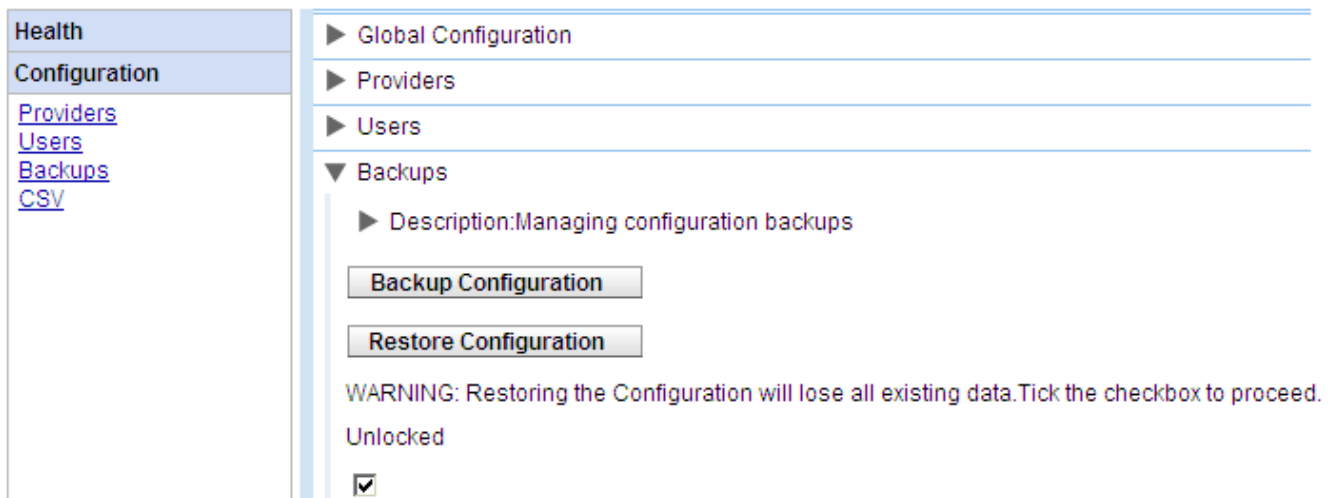 Health
Configuration
Providers
Users
Backups
CSV
Global Configuration
Providers
Users
Backups
Description:Managing configuration backups
Backup Configuration
Restore Configuration
WARNING: Restoring the Configuration will lose all existing data.Tick the checkbox to proceed.
Unlocked